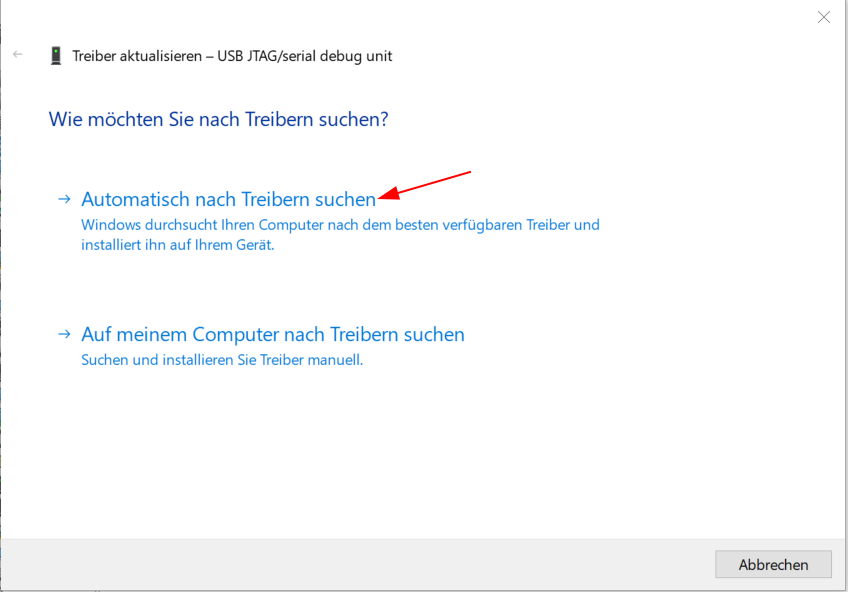 Treiber aktualisieren – USB JTAG/serial debug unit
Wie möchten Sie nach Treibern suchen?
Automatisch nach Treibern suchen
Windows durchsucht Ihren Computer nach dem besten verfügbaren Treiber und
installiert ihn auf Ihrem Gerät.
Auf meinem Computer nach Treibern suchen
Suchen und installieren Sie Treiber manuell.
Abbrechen